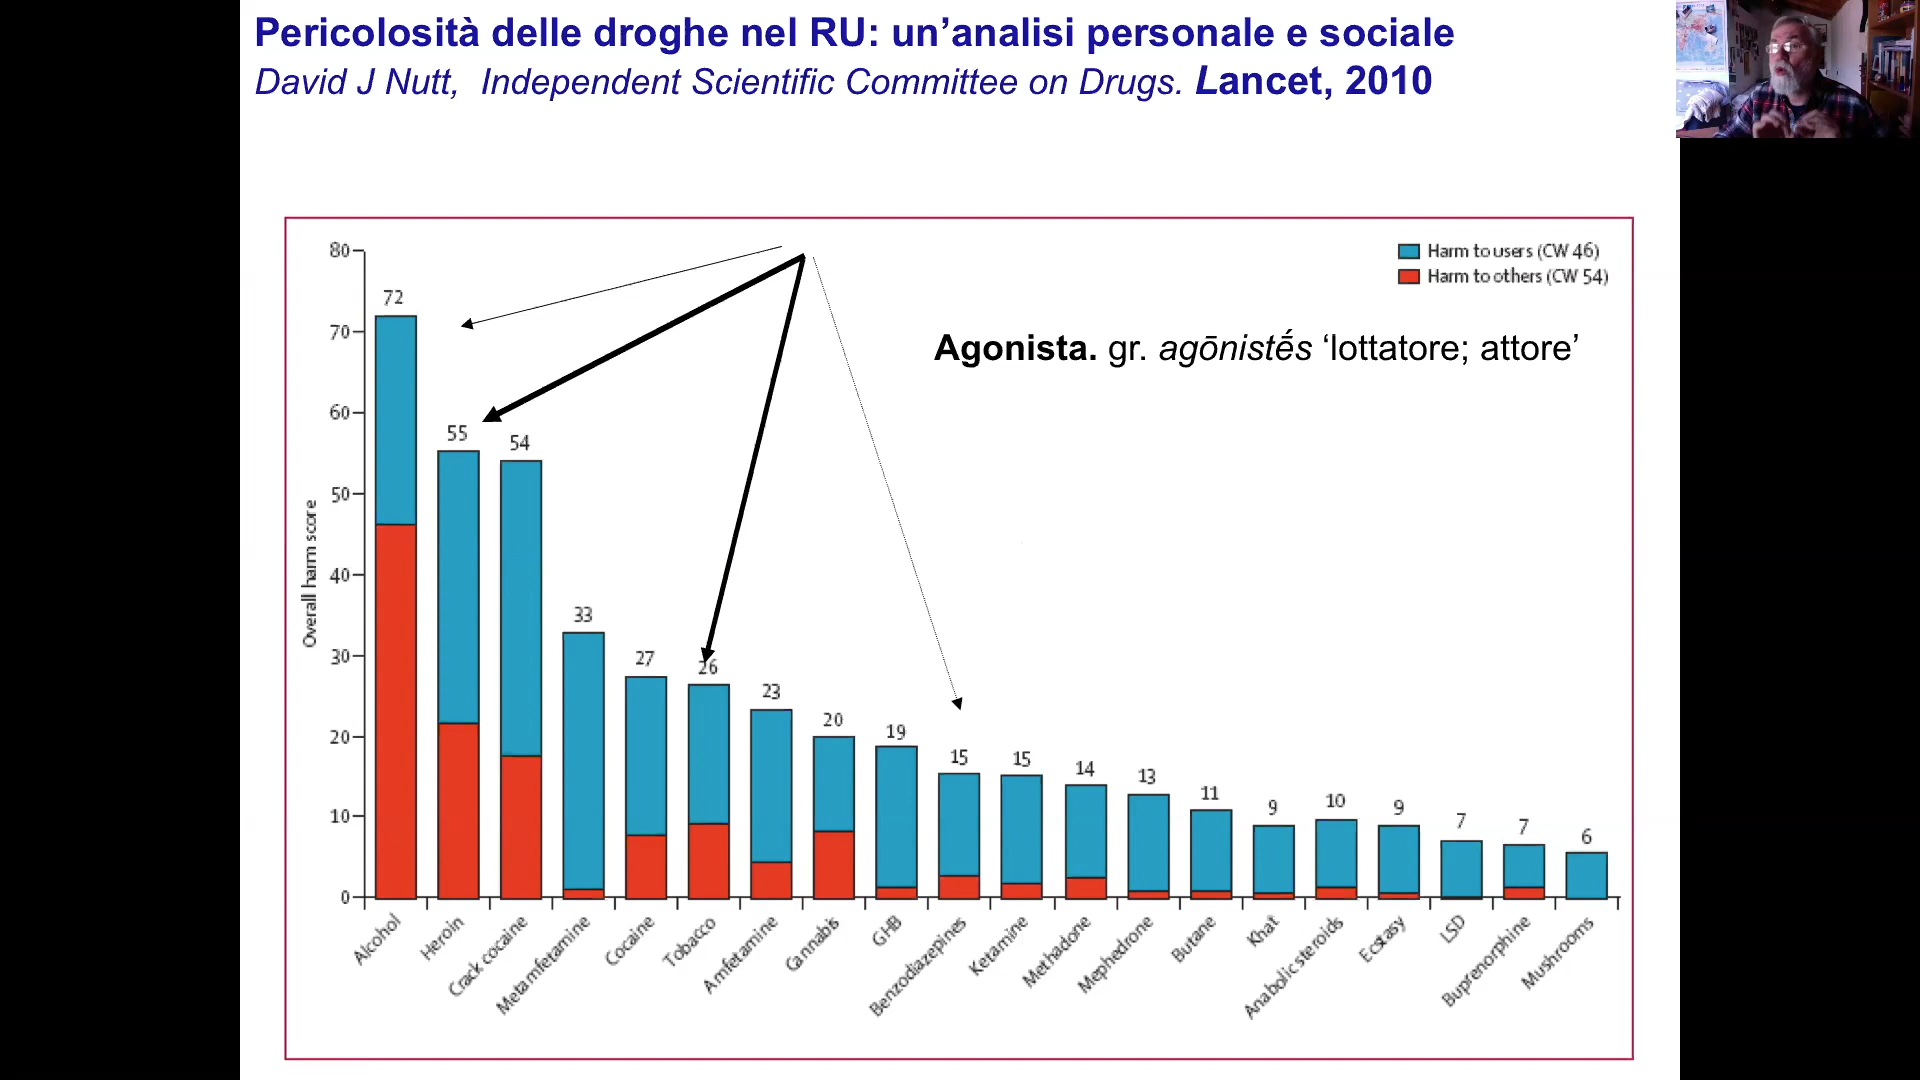 Pericolosità delle droghe nel RU: un’analisi personale e sociale
David J Nutt, Independent Scientific Committee on Drugs. Lancet, 2010
Harm to users (CW 46)
Harm to others (CW 54)
Agonista. gr. agōnistḗs ‘lottatore; attore’
Overall harm score
80
70
60
50
40
30
20
10
0
72
55
54
33
27
26
23
20
19
15
15
14
13
11
9
10
9
7
7
6
Alcohol
Heroin
Crack cocaine
Metamfetamine
Cocaine
Tobacco
Amfetamine
Cannabis
GHB
Benzodiazepines
Ketamine
Methadone
Mephedrone
Butane
Khat
Anabolic steroids
Ecstasy
LSD
Buprenorphine
Mushrooms